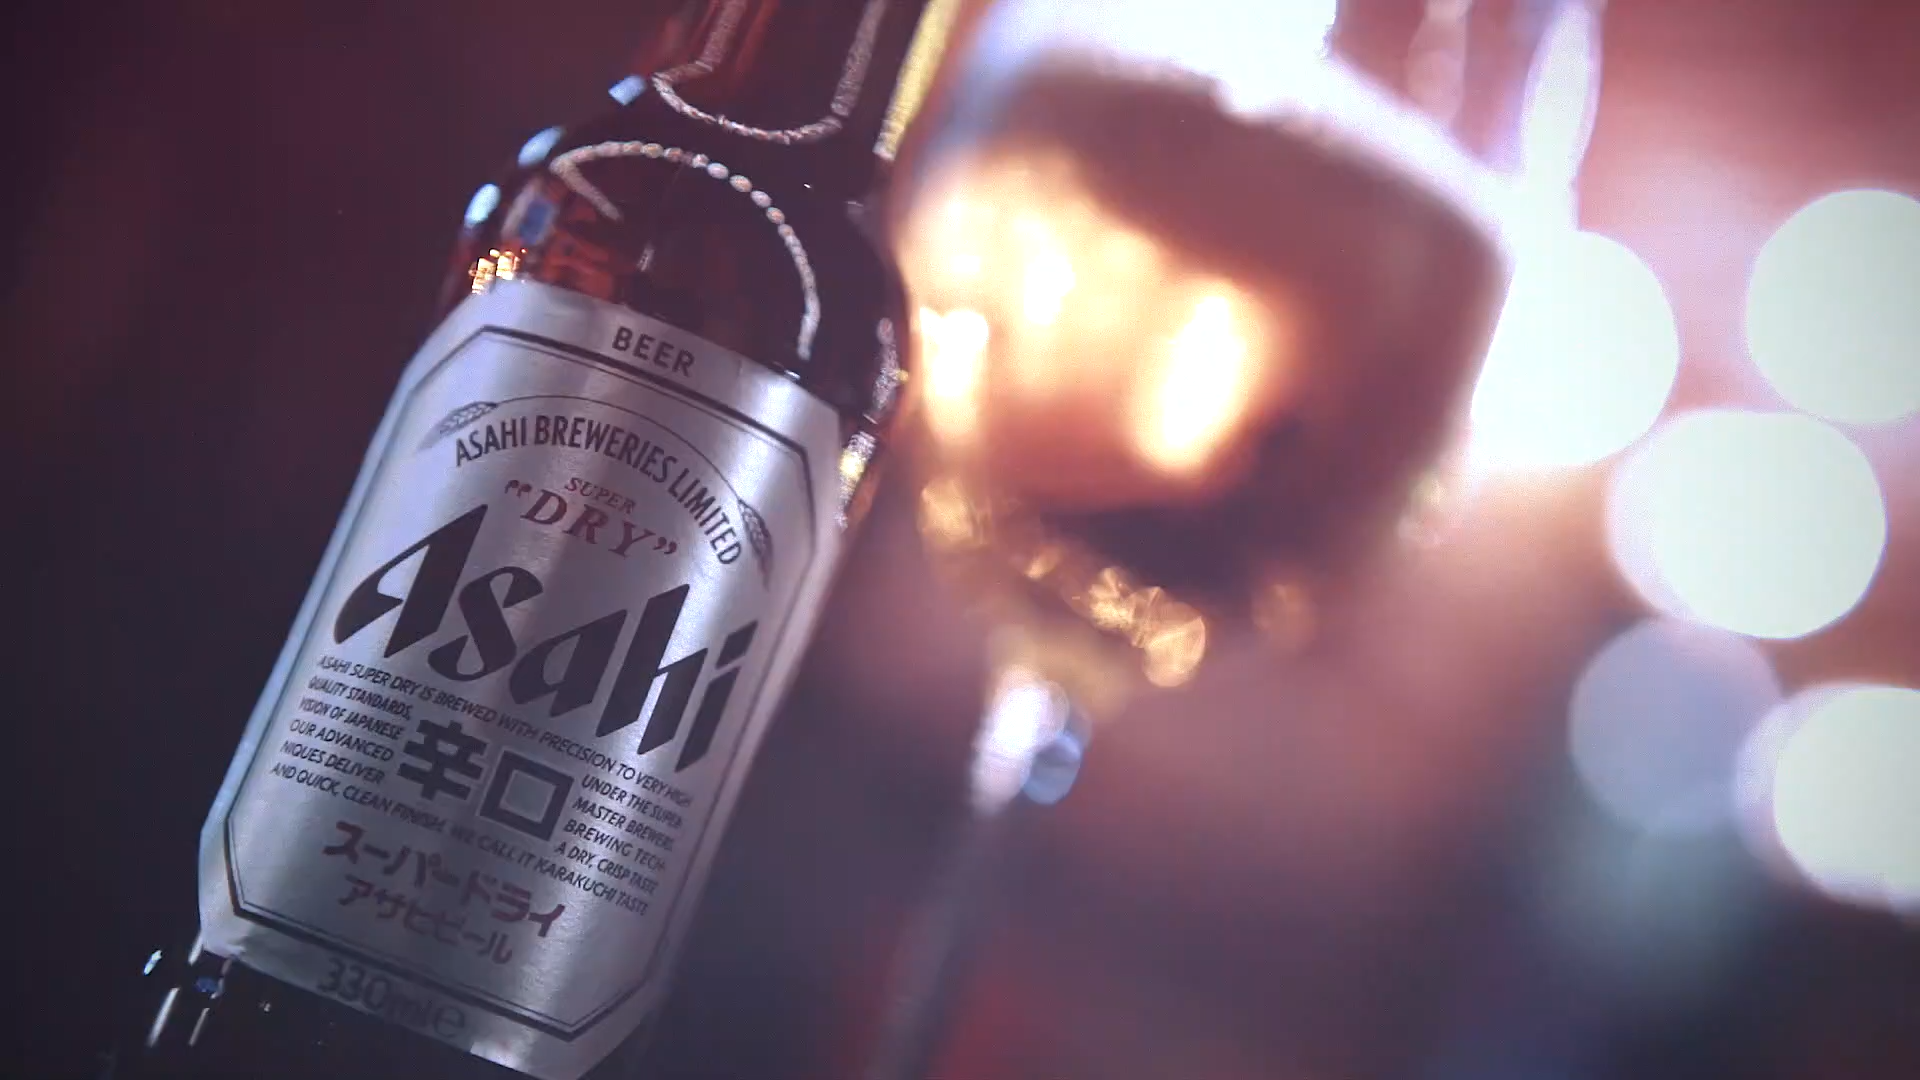 BEER
ASAHI BREWERIES LIMITED
SUPER
"DRY"
Asahi
ASAHI SUPER DRY IS BREWED WITH PRECISION TO VERY HIGH
QUALITY STANDARDS, UNDER THE SUPER-
VISION OF JAPANESE MASTER BREWERS.
OUR ADVANCED BREWING TECH-
NIQUES DELIVER A DRY, CRISP TASTE
AND QUICK, CLEAN FINISH. WE CALL IT KARAKUCHI TASTE
辛口
スーパードライ
アサヒビール
330ml e